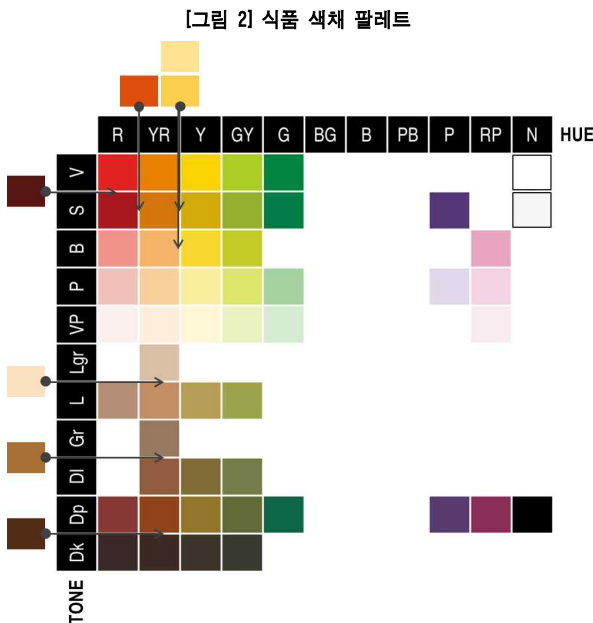 [그림 2] 식품 색채 팔레트
R YR Y GY G BG B PB P RP N HUE
V
S
B
P
VP
Lgr
L
Gr
Dl
Dp
Dk
TONE